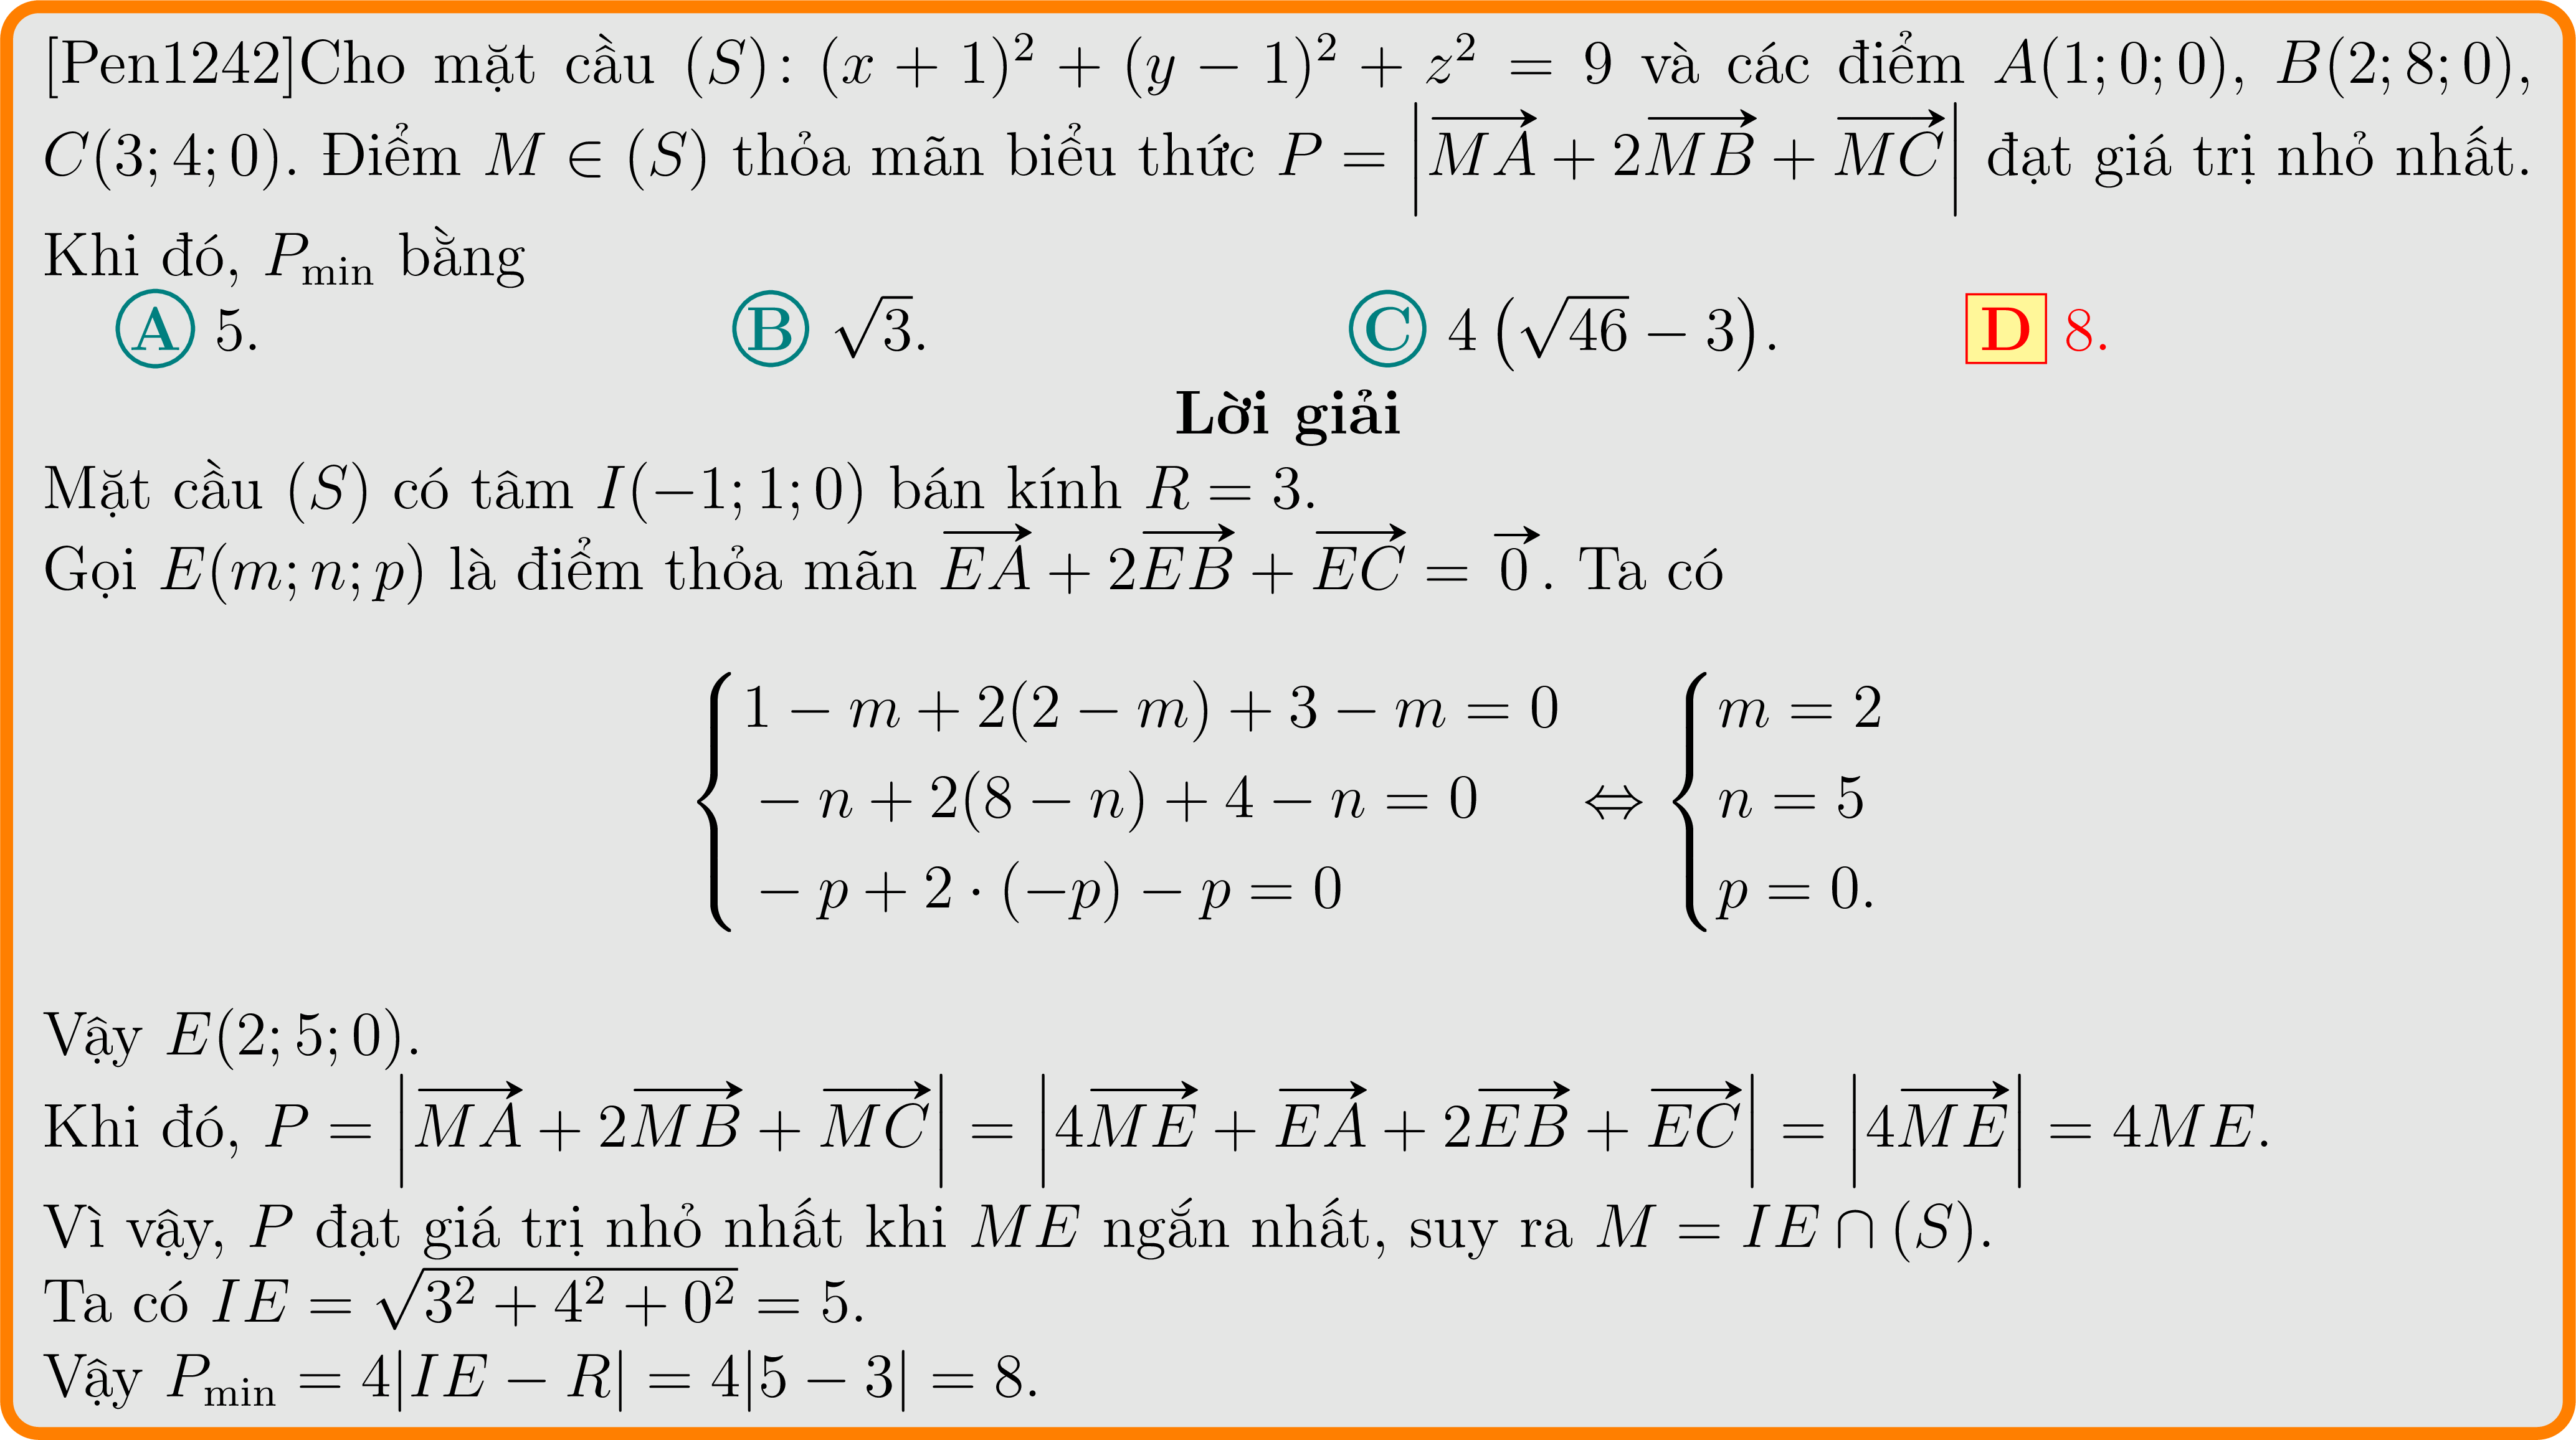 [Pen1242]Cho mặt cầu $(S)\colon (x + 1)^2 + (y - 1)^2 + z^2 = 9$ và các điểm $A(1; 0; 0)$, $B(2; 8; 0)$,
$C(3; 4; 0)$. Điểm $M \in (S)$ thỏa mãn biểu thức $P = \left|\overrightarrow{MA} + 2\overrightarrow{MB} + \overrightarrow{MC}\right|$ đạt giá trị nhỏ nhất.
Khi đó, $P_{\min}$ bằng
A 5. B $\sqrt{3}$. C $4\left(\sqrt{46} - 3\right)$. D 8.
Lời giải
Mặt cầu $(S)$ có tâm $I(-1; 1; 0)$ bán kính $R = 3$.
Gọi $E(m; n; p)$ là điểm thỏa mãn $\overrightarrow{EA} + 2\overrightarrow{EB} + \overrightarrow{EC} = \overrightarrow{0}$. Ta có
$\begin{cases} 1 - m + 2(2 - m) + 3 - m = 0 \\ - n + 2(8 - n) + 4 - n = 0 \\ - p + 2 \cdot (-p) - p = 0 \end{cases} \Leftrightarrow \begin{cases} m = 2 \\ n = 5 \\ p = 0. \end{cases}$
Vậy $E(2; 5; 0)$.
Khi đó, $P = \left|\overrightarrow{MA} + 2\overrightarrow{MB} + \overrightarrow{MC}\right| = \left|4\overrightarrow{ME} + \overrightarrow{EA} + 2\overrightarrow{EB} + \overrightarrow{EC}\right| = \left|4\overrightarrow{ME}\right| = 4ME$.
Vì vậy, $P$ đạt giá trị nhỏ nhất khi $ME$ ngắn nhất, suy ra $M = IE \cap (S)$.
Ta có $IE = \sqrt{3^2 + 4^2 + 0^2} = 5$.
Vậy $P_{\min} = 4|IE - R| = 4|5 - 3| = 8$.